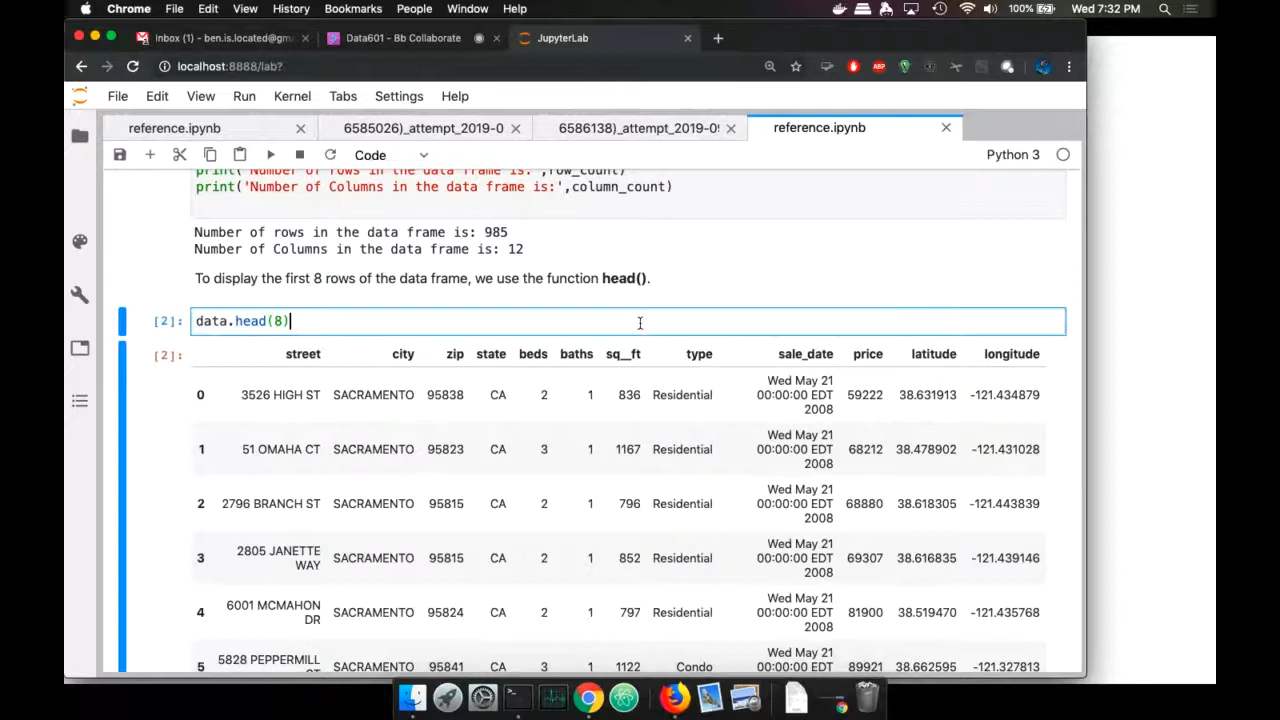 Chrome File Edit View History Bookmarks People Window Help 100% Wed 7:32 PM
Inbox (1) - ben.is.located@gm
Data601 - Bb Collaborate
JupyterLab
localhost:8888/lab?
File Edit View Run Kernel Tabs Settings Help
reference.ipynb
6585026)_attempt_2019-0
6586138)_attempt_2019-09
reference.ipynb
Code Python 3
print('Number of rows in the data frame is:',row_count)
print('Number of Columns in the data frame is:',column_count)
Number of rows in the data frame is: 985
Number of Columns in the data frame is: 12
To display the first 8 rows of the data frame, we use the function head().
[2]: data.head(8)
[2]: street city zip state beds baths sq__ft type sale_date price latitude longitude
0 3526 HIGH ST SACRAMENTO 95838 CA 2 1 836 Residential Wed May 21 00:00:00 EDT 2008 59222 38.631913 -121.434879
1 51 OMAHA CT SACRAMENTO 95823 CA 3 1 1167 Residential Wed May 21 00:00:00 EDT 2008 68212 38.478902 -121.431028
2 2796 BRANCH ST SACRAMENTO 95815 CA 2 1 796 Residential Wed May 21 00:00:00 EDT 2008 68880 38.618305 -121.443839
3 2805 JANETTE WAY SACRAMENTO 95815 CA 2 1 852 Residential Wed May 21 00:00:00 EDT 2008 69307 38.616835 -121.439146
4 6001 MCMAHON DR SACRAMENTO 95824 CA 2 1 797 Residential Wed May 21 00:00:00 EDT 2008 81900 38.519470 -121.435768
5 5828 PEPPERMILL SACRAMENTO 95841 CA 3 1 1122 Condo Wed May 21 00:00:00 EDT 89921 38.662595 -121.327813